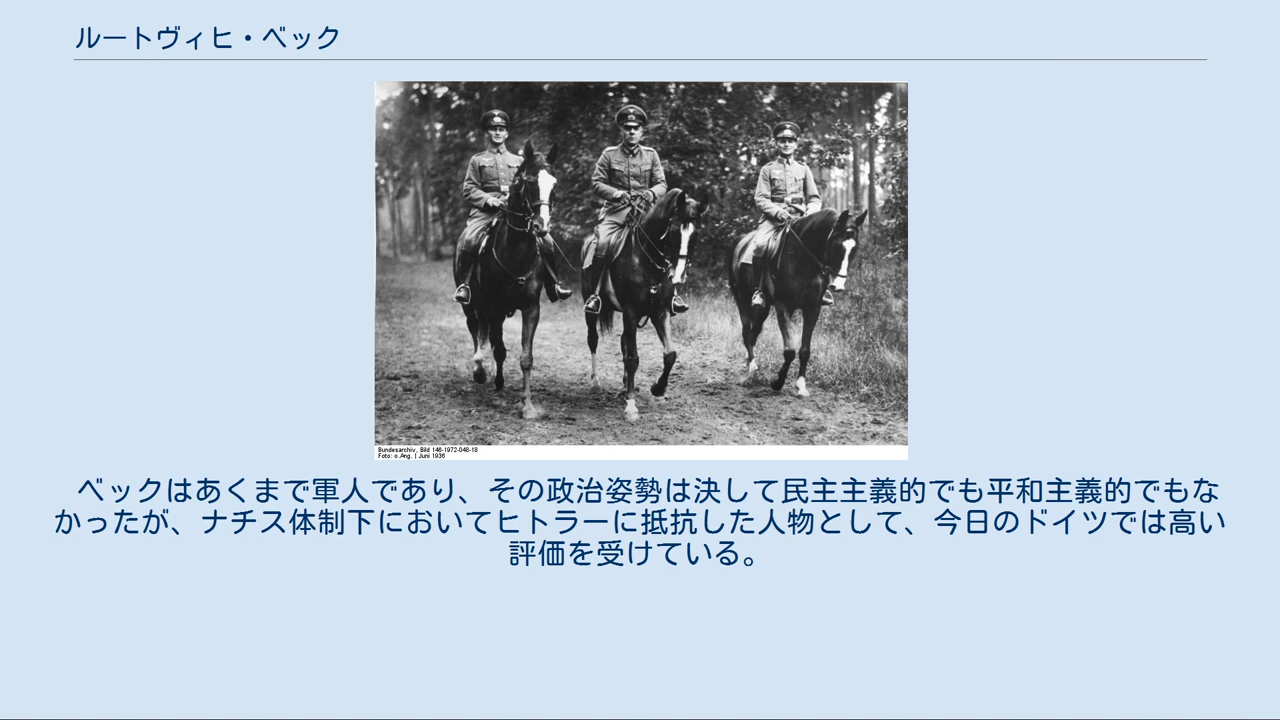 ルートヴィヒ・ベック
Bundesarchiv, Bild 146-1972-048-18
Foto: o.Ang. | Juni 1936
ベックはあくまで軍人であり、その政治姿勢は決して民主主義的でも平和主義的でもな
かったが、ナチス体制下においてヒトラーに抵抗した人物として、今日のドイツでは高い
評価を受けている。